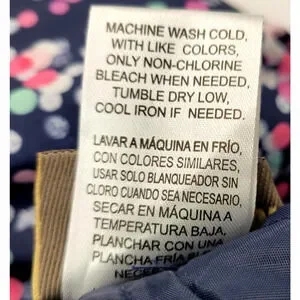 MACHINE WASH COLD,
WITH LIKE COLORS,
ONLY NON-CHLORINE
BLEACH WHEN NEEDED,
TUMBLE DRY LOW,
COOL IRON IF NEEDED.
LAVAR A MÁQUINA EN FRÍO,
CON COLORES SIMILARES,
USAR SOLO BLANQUEADOR SIN
CLORO CUANDO SEA NECESARIO,
SECAR EN MÁQUINA A
TEMPERATURA BAJA,
PLANCHAR CON UNA
PLANCHA FRÍA